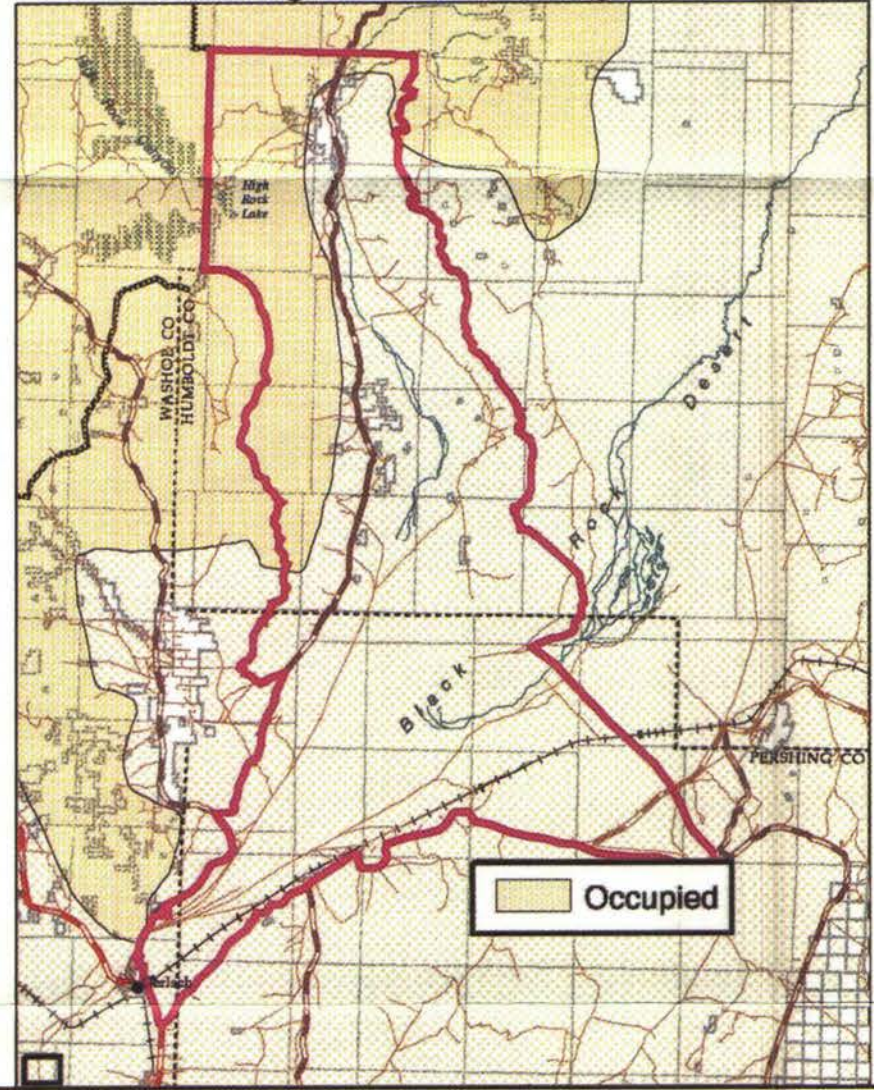 High
Rock
Lake
WASHOE CO
HUMBOLDT CO
Desert
Rock
Black
PERSHING CO
Occupied